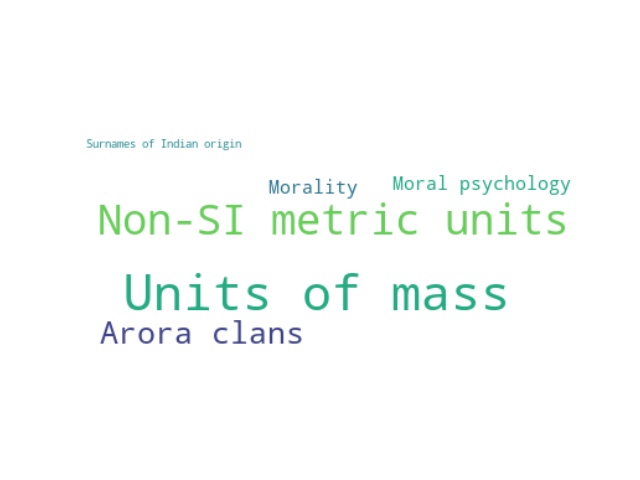 Surnames of Indian origin
Morality Moral psychology
Non-SI metric units
Units of mass
Arora clans